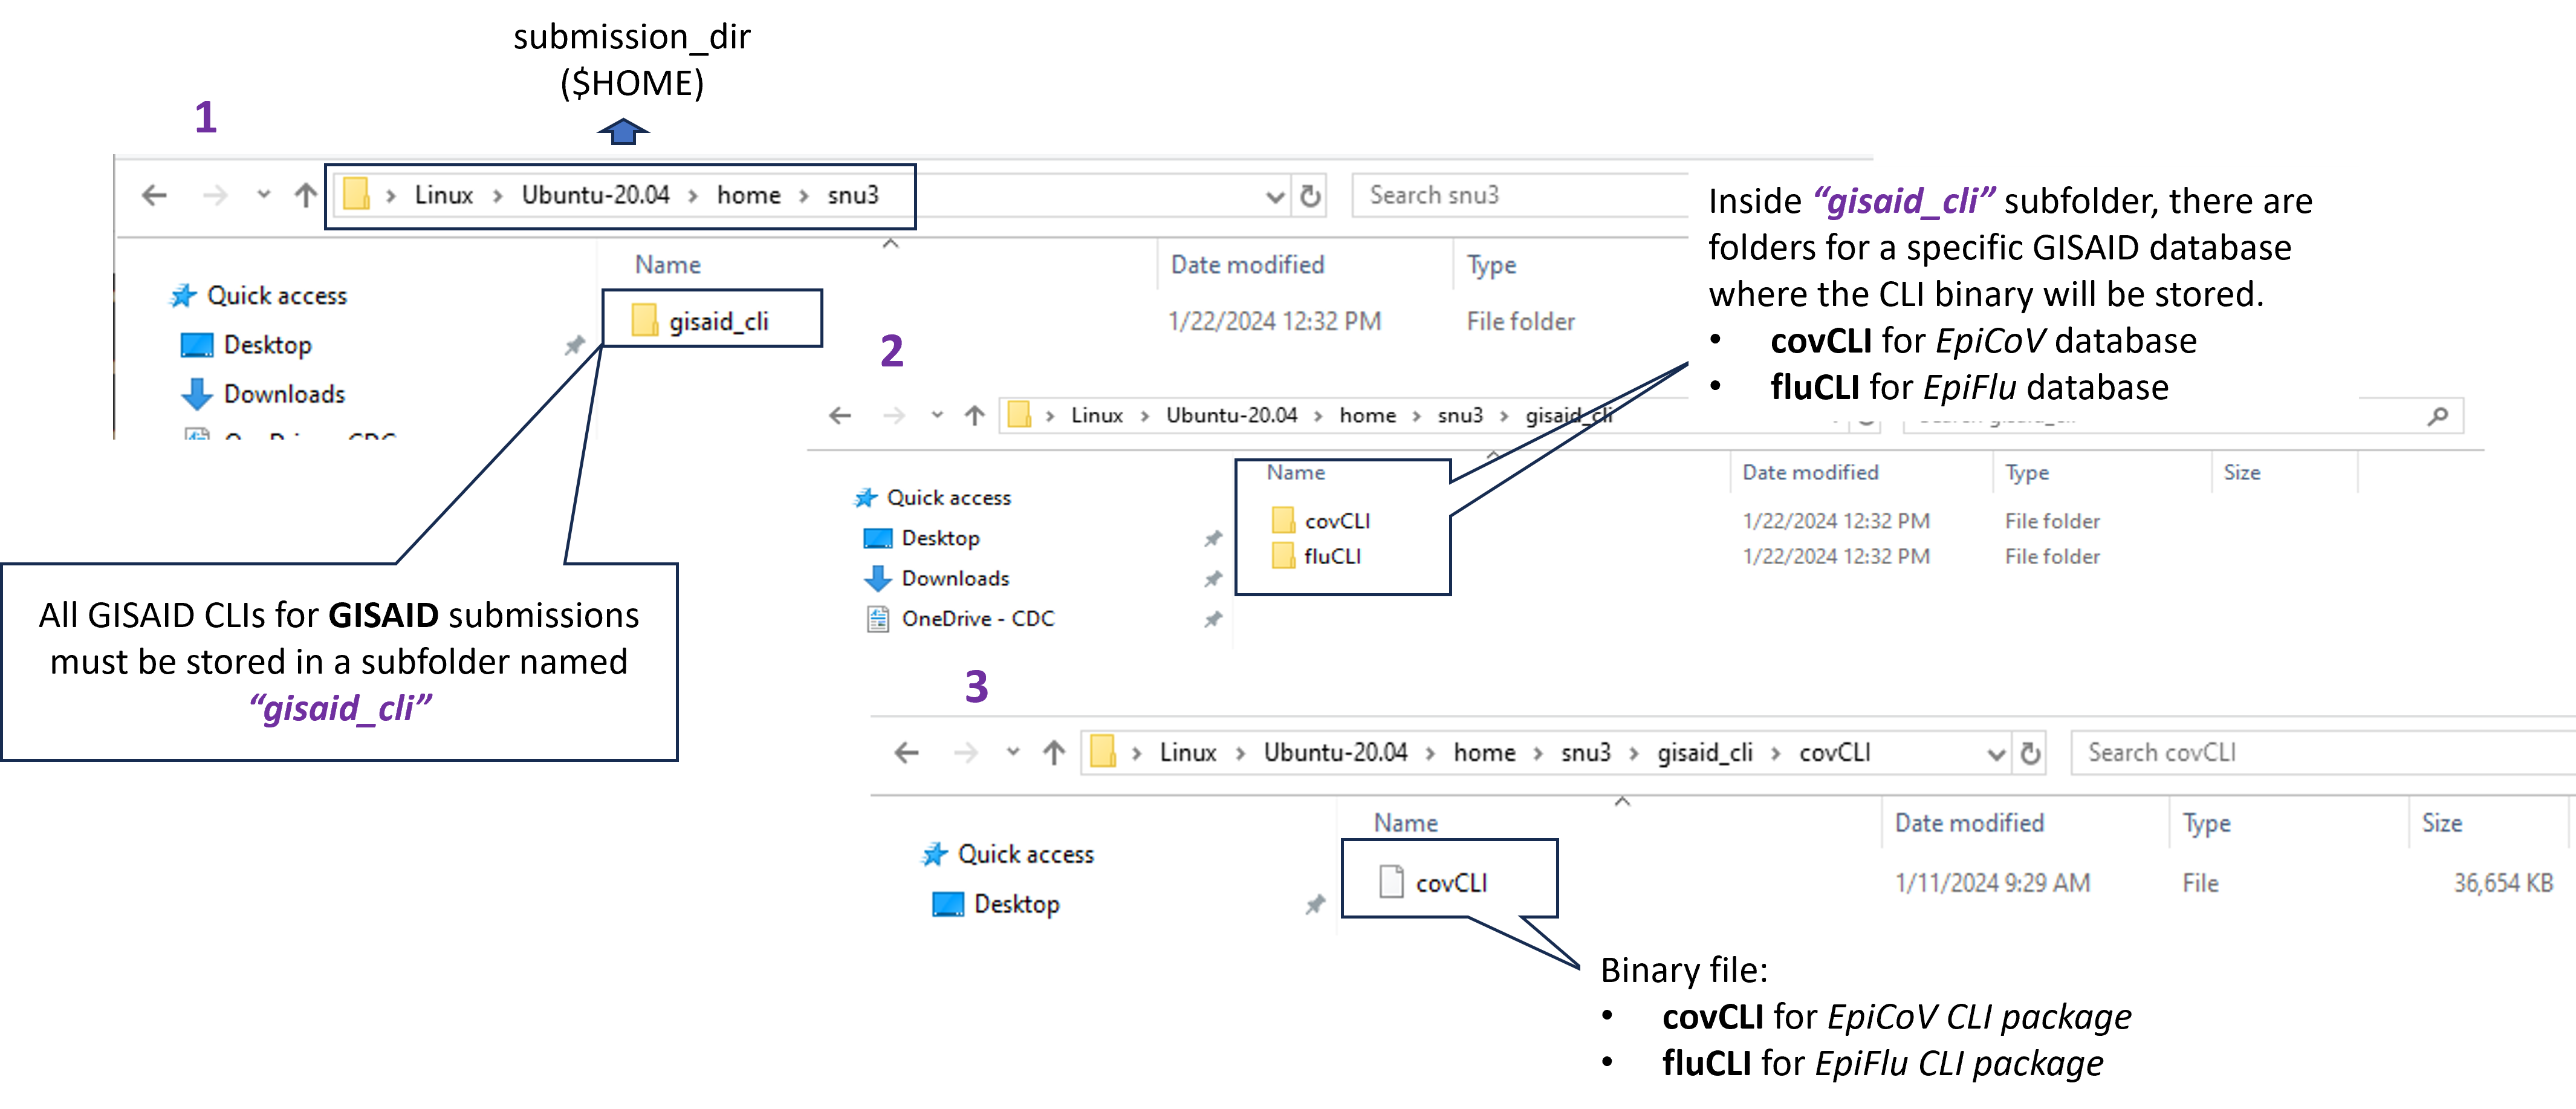 submission_dir
($HOME)
1
Linux > Ubuntu-20.04 > home > snu3
Search snu3
Name
Date modified
Type
Quick access
gisaid_cli
1/22/2024 12:32 PM
File folder
Desktop
Downloads
All GISAID CLIs for GISAID submissions
must be stored in a subfolder named
“gisaid_cli”
Inside “gisaid_cli” subfolder, there are
folders for a specific GISAID database
where the CLI binary will be stored.
• covCLI for EpiCoV database
• fluCLI for EpiFlu database
2
Linux > Ubuntu-20.04 > home > snu3 > gisaid_cli
Name
Date modified
Type
Size
Quick access
covCLI
1/22/2024 12:32 PM
File folder
Desktop
fluCLI
1/22/2024 12:32 PM
File folder
Downloads
OneDrive - CDC
3
Linux > Ubuntu-20.04 > home > snu3 > gisaid_cli > covCLI
Search covCLI
Name
Date modified
Type
Size
Quick access
covCLI
1/11/2024 9:29 AM
File
36,654 KB
Desktop
Binary file:
• covCLI for EpiCoV CLI package
• fluCLI for EpiFlu CLI package